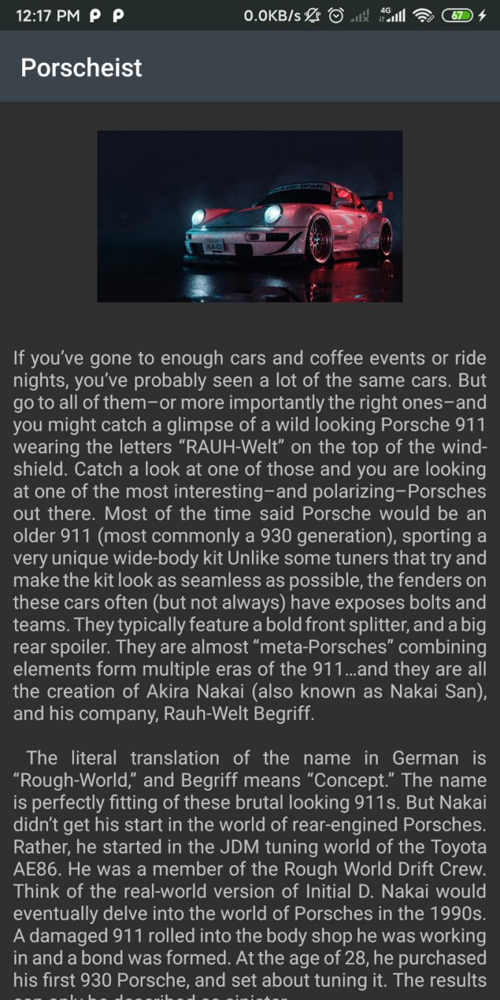 12:17 PM P P 0.0KB/s 4G 67
Porscheist
KADI-Welt
KA-DI
If you’ve gone to enough cars and coffee events or ride
nights, you’ve probably seen a lot of the same cars. But
go to all of them–or more importantly the right ones–and
you might catch a glimpse of a wild looking Porsche 911
wearing the letters “RAUH-Welt” on the top of the wind-
shield. Catch a look at one of those and you are looking
at one of the most interesting–and polarizing–Porsches
out there. Most of the time said Porsche would be an
older 911 (most commonly a 930 generation), sporting a
very unique wide-body kit Unlike some tuners that try and
make the kit look as seamless as possible, the fenders on
these cars often (but not always) have exposes bolts and
teams. They typically feature a bold front splitter, and a big
rear spoiler. They are almost “meta-Porsches” combining
elements form multiple eras of the 911...and they are all
the creation of Akira Nakai (also known as Nakai San),
and his company, Rauh-Welt Begriff.
The literal translation of the name in German is
“Rough-World,” and Begriff means “Concept.” The name
is perfectly fitting of these brutal looking 911s. But Nakai
didn’t get his start in the world of rear-engined Porsches.
Rather, he started in the JDM tuning world of the Toyota
AE86. He was a member of the Rough World Drift Crew.
Think of the real-world version of Initial D. Nakai would
eventually delve into the world of Porsches in the 1990s.
A damaged 911 rolled into the body shop he was working
in and a bond was formed. At the age of 28, he purchased
his first 930 Porsche, and set about tuning it. The results
can only be described as sinister